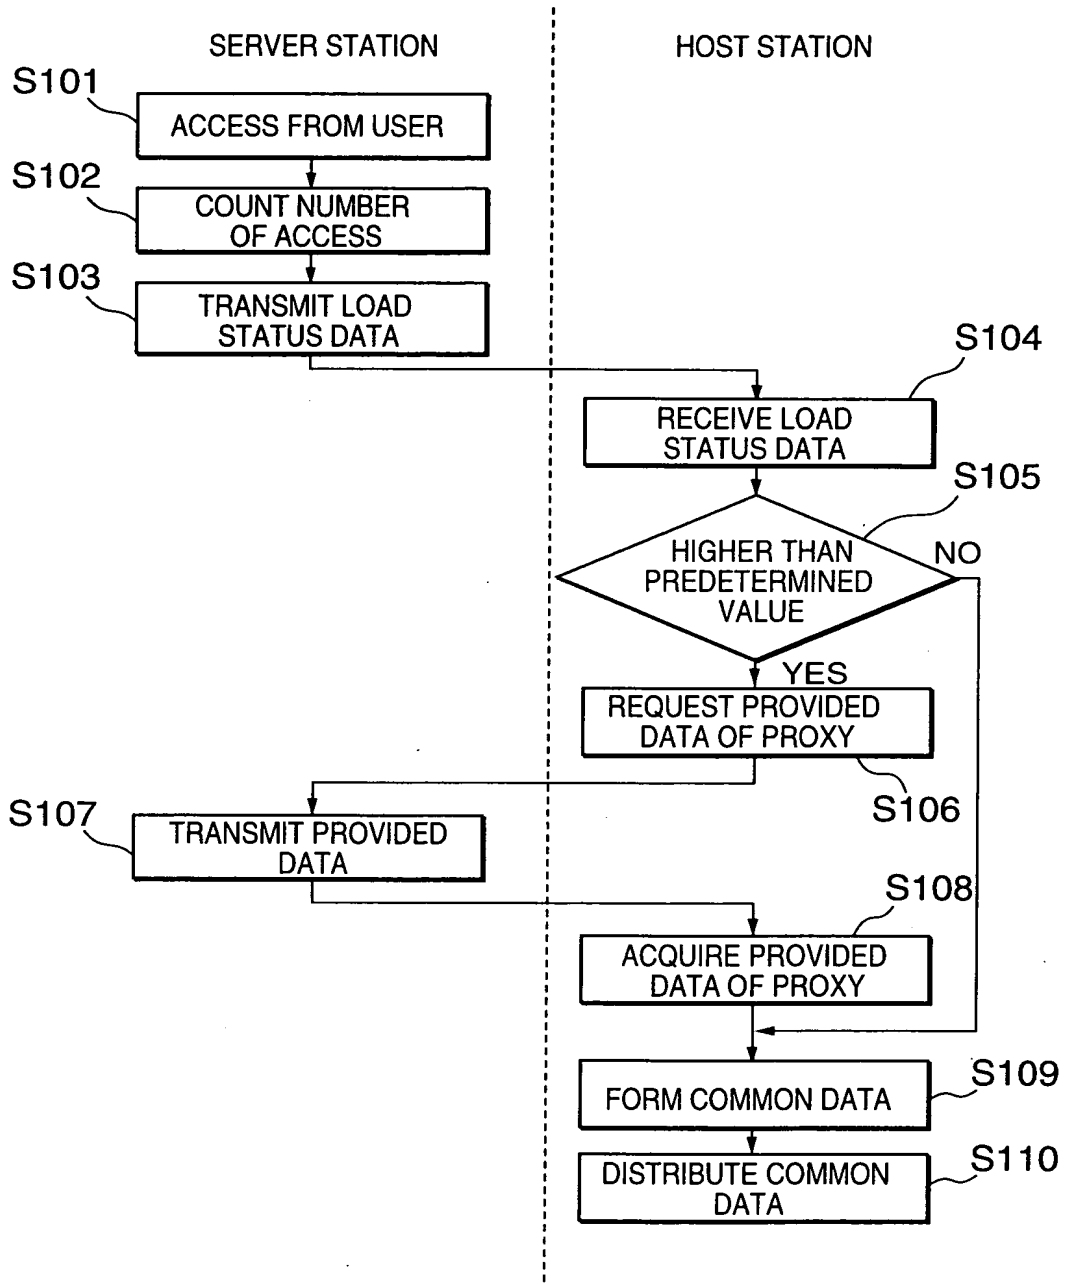 SERVER STATION
HOST STATION
S101
ACCESS FROM USER
S102
COUNT NUMBER
OF ACCESS
S103
TRANSMIT LOAD
STATUS DATA
S104
RECEIVE LOAD
STATUS DATA
S105
HIGHER THAN
PREDETERMINED
VALUE
NO
YES
REQUEST PROVIDED
DATA OF PROXY
S106
S107
TRANSMIT PROVIDED
DATA
S108
ACQUIRE PROVIDED
DATA OF PROXY
S109
FORM COMMON DATA
S110
DISTRIBUTE COMMON
DATA